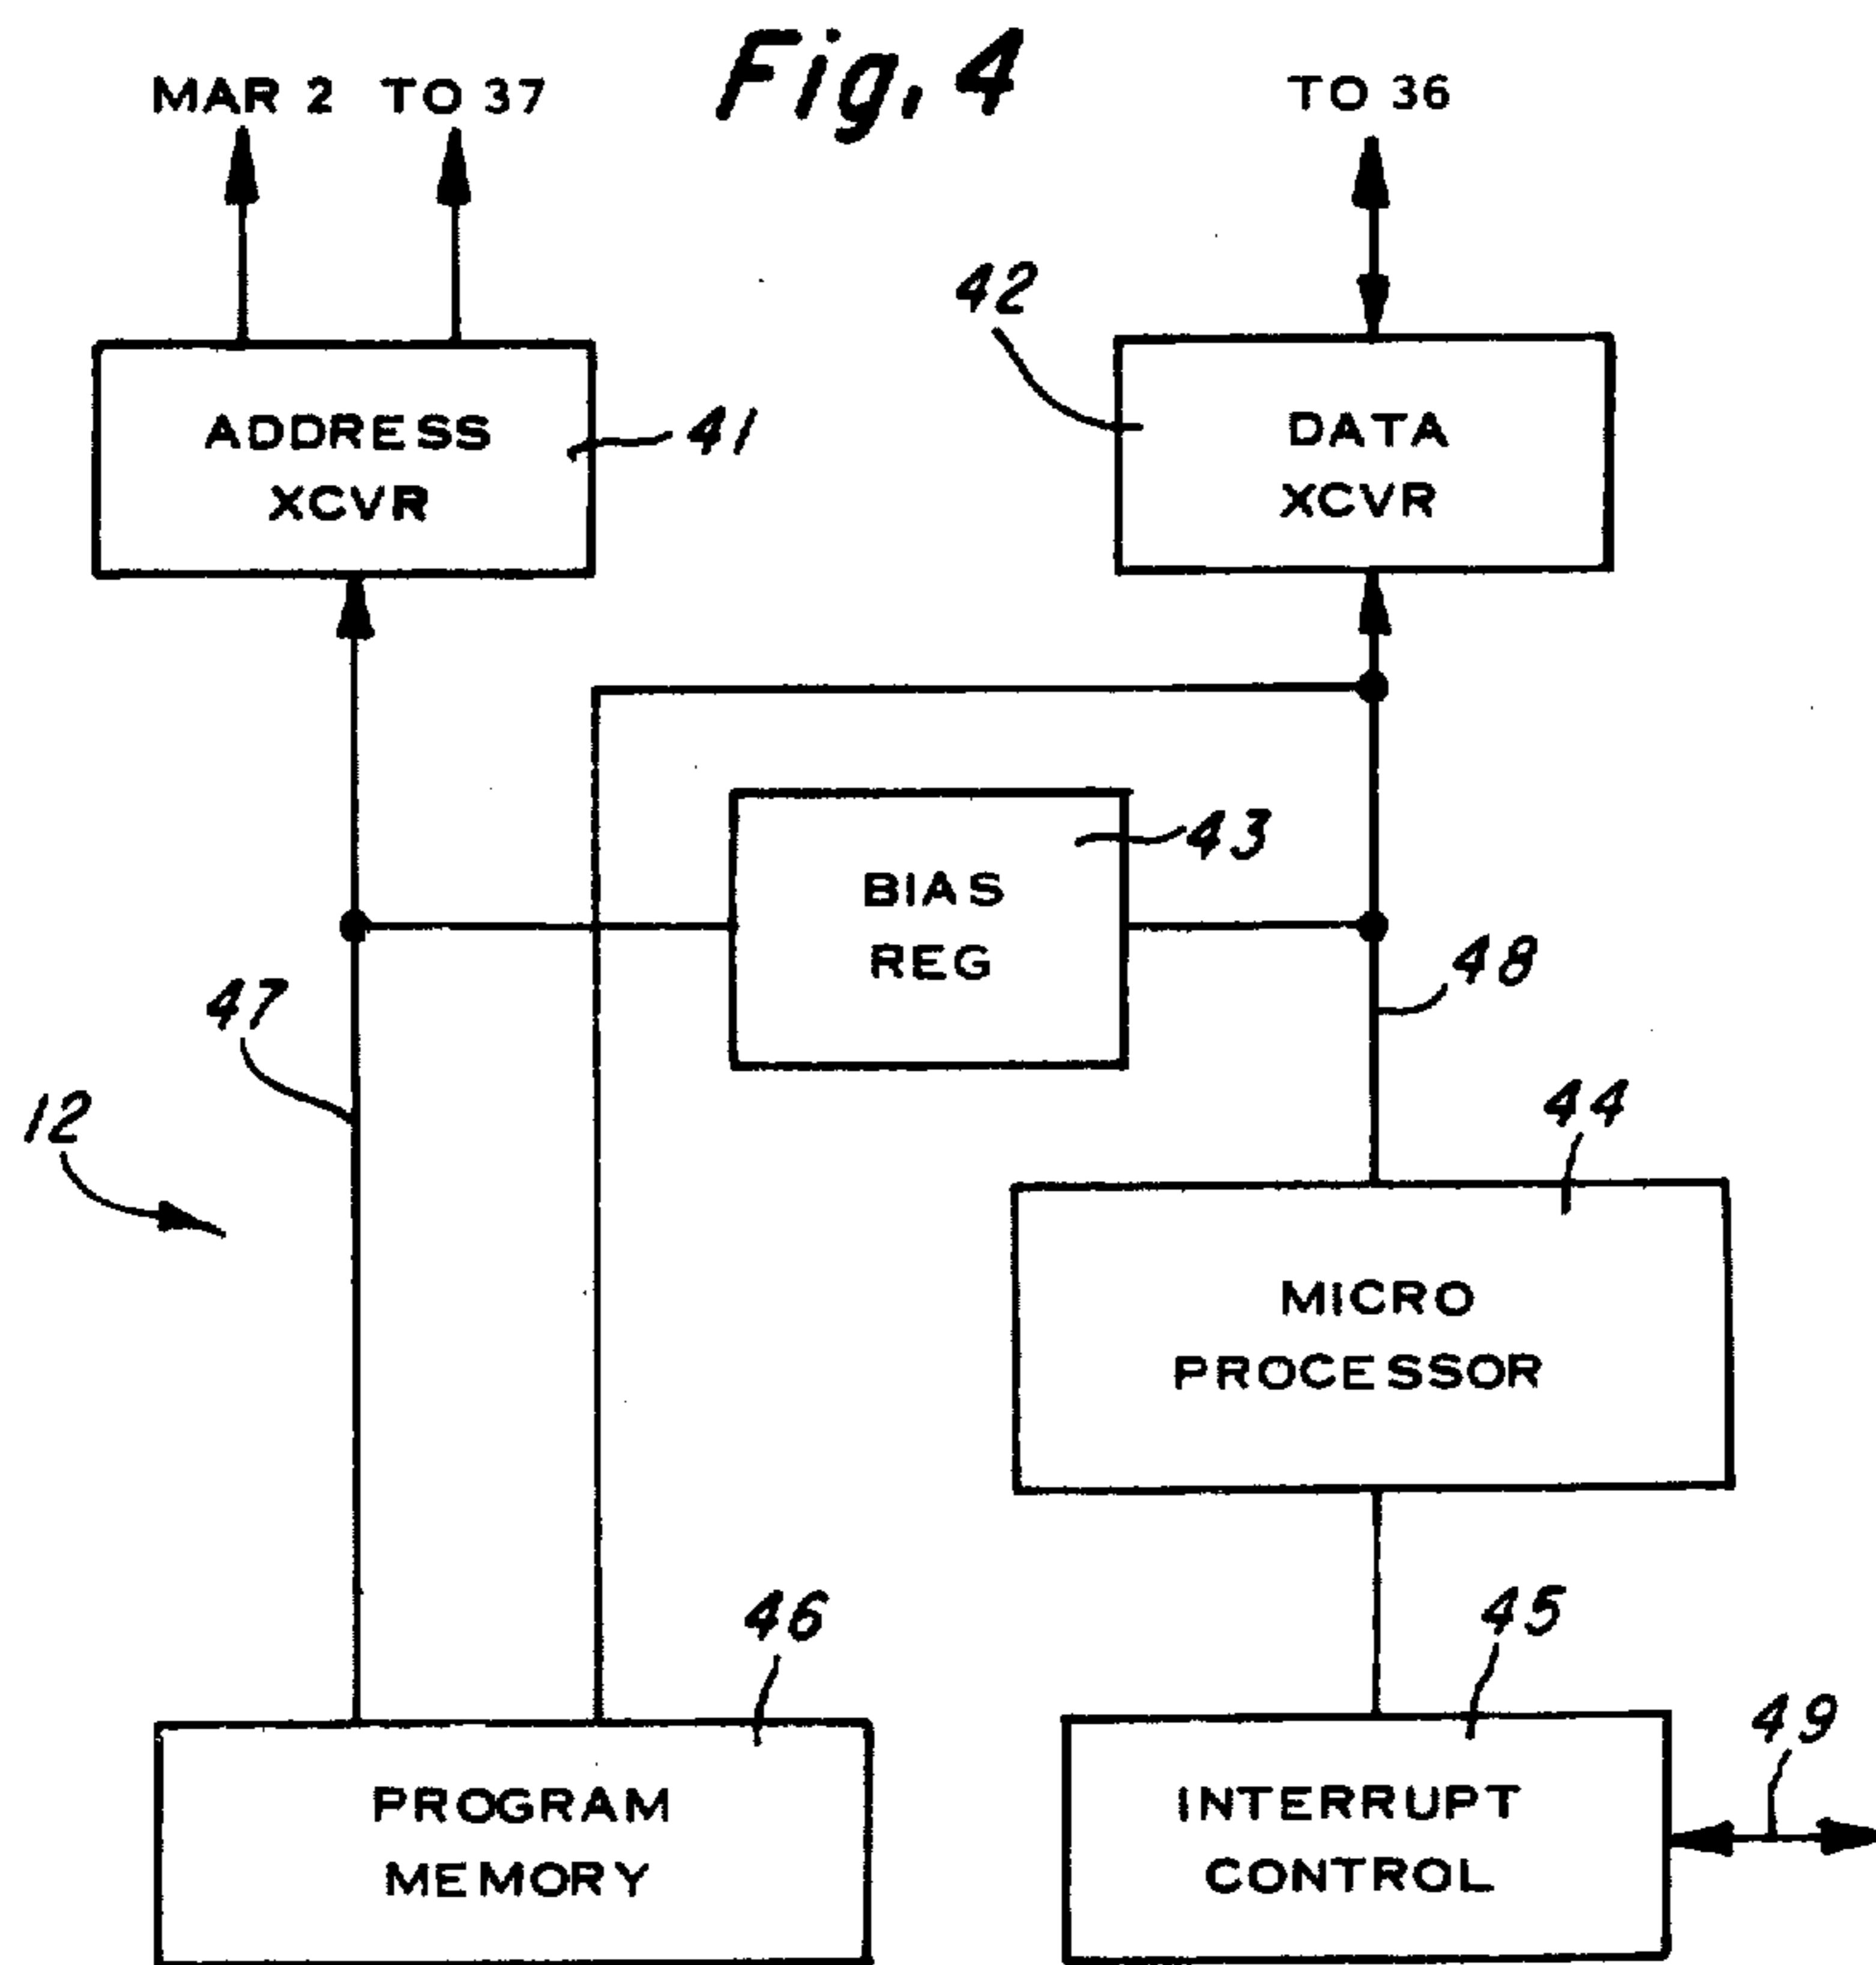 Fig. 4
MAR 2 TO 37
TO 36
42
ADDRESS
XCVR
41
DATA
XCVR
43
BIAS
REG
48
47
12
44
MICRO
PROCESSOR
46
45
49
PROGRAM
MEMORY
INTERRUPT
CONTROL